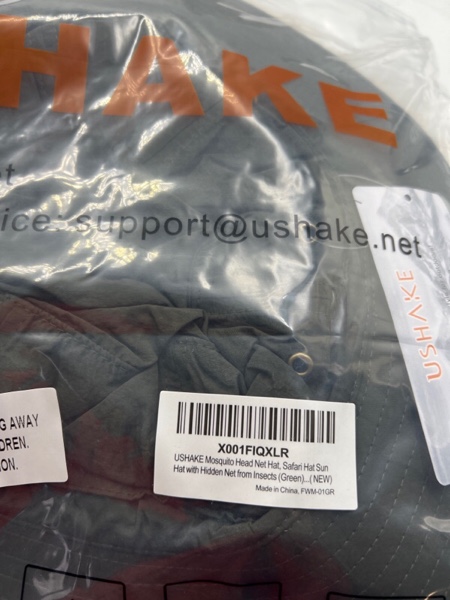 HAKE
et
ice: support@ushake.net
USHAKE
G AWAY
DREN.
ON.
X001FIQXLR
USHAKE Mosquito Head Net Hat, Safari Hat Sun
Hat with Hidden Net from Insects (Green)...( NEW)
Made in China, FWM-01GR